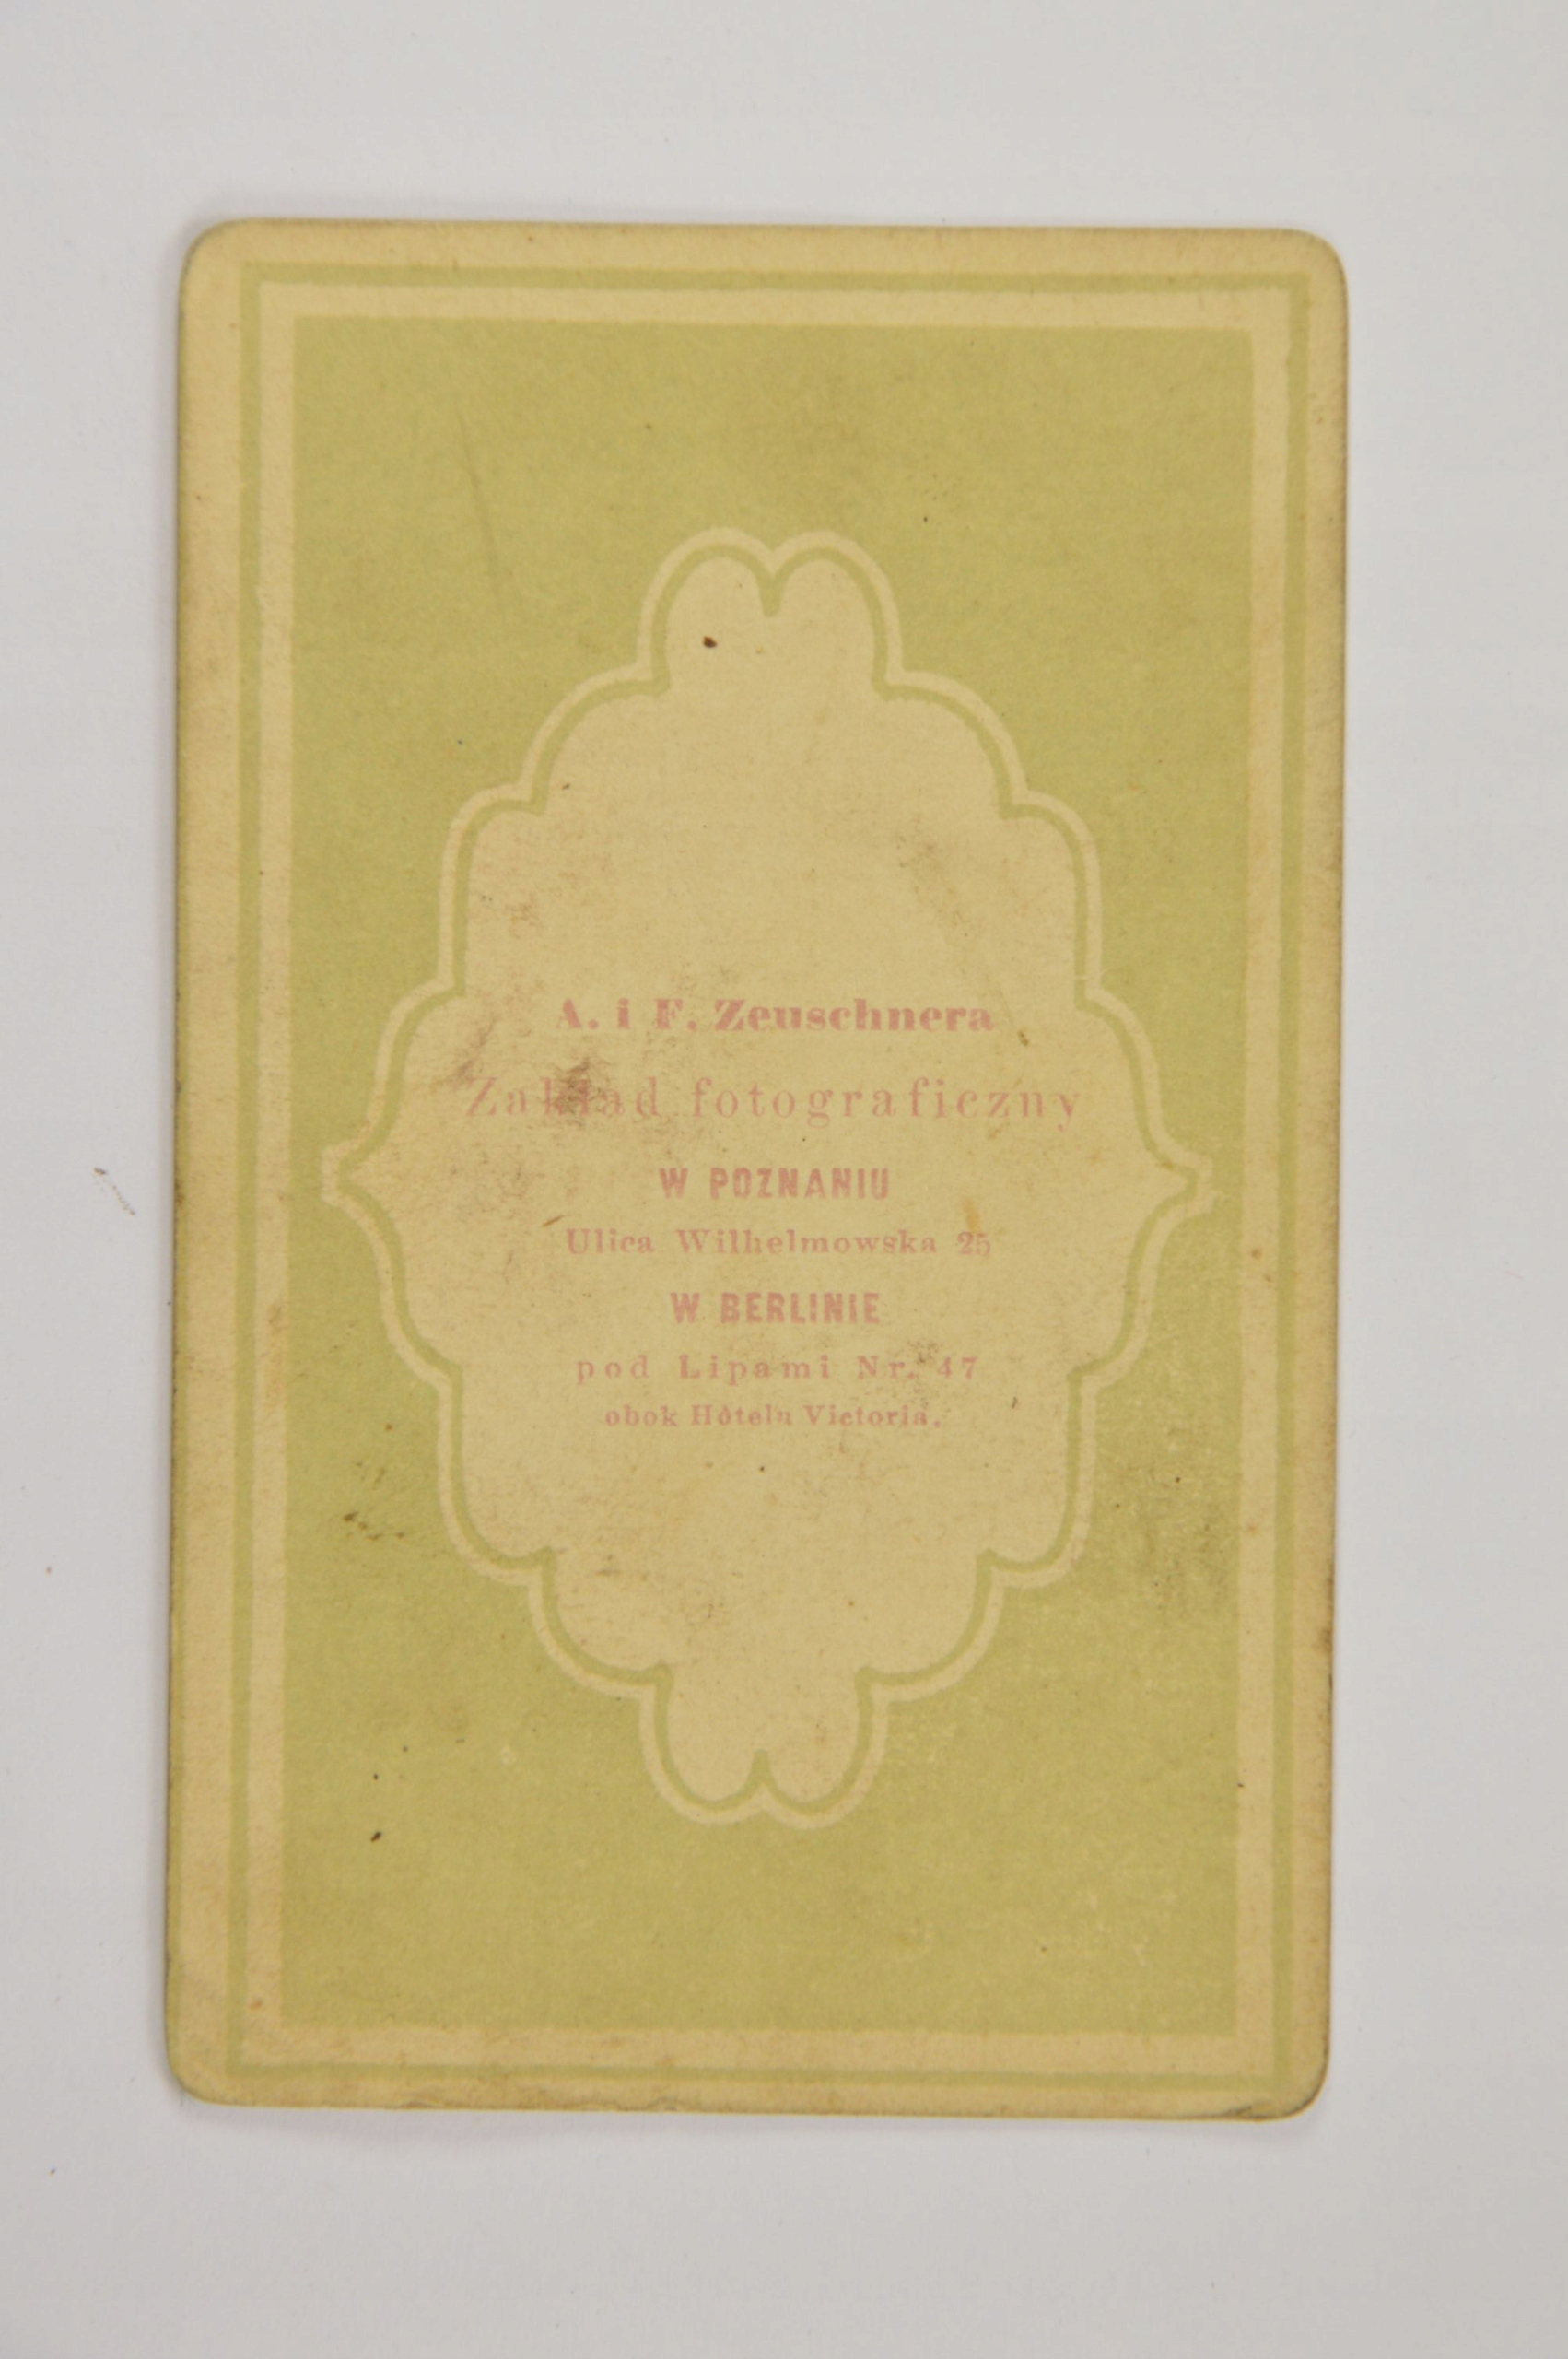 A. i F. Zeuschnera
Zakład fotograficzny
W POZNANIU
Ulica Wilhelmowska 25
W BERLINIE
pod Lipami Nr. 47
obok Hôtelu Victoria.